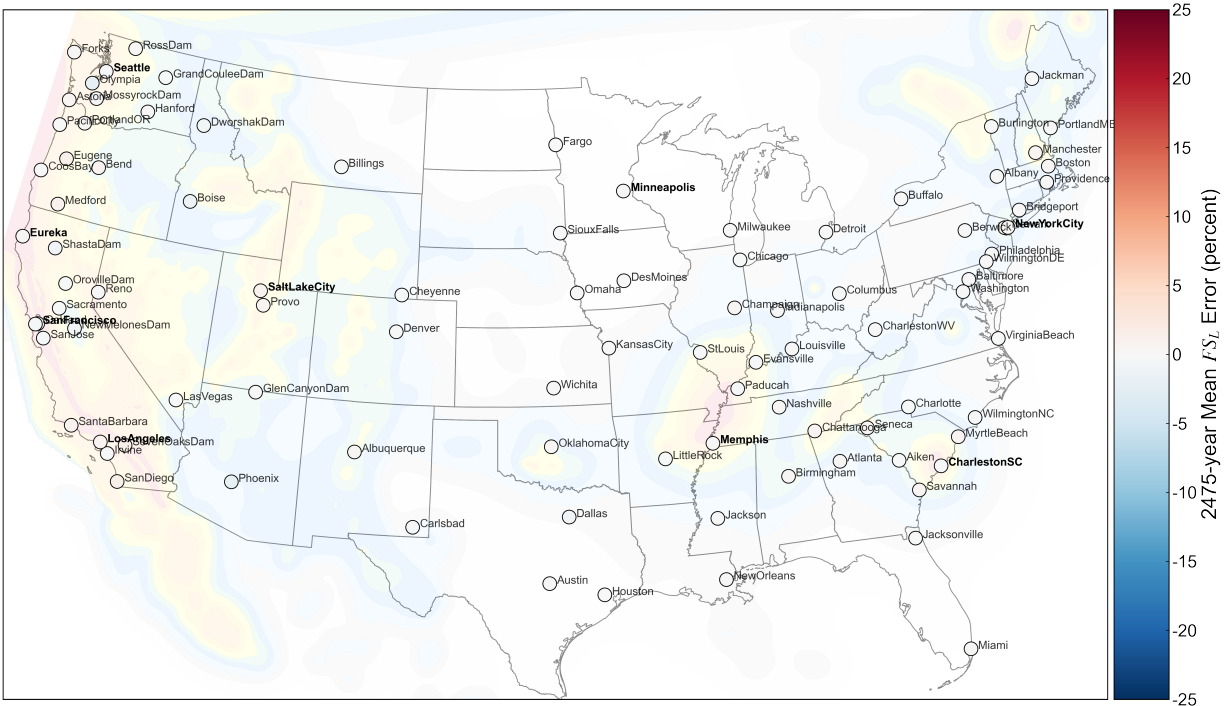 Forks
RossDam
Seattle
GrandCouleeDam
Olympia
Astoria
MossyrockDam
Hanford
PacificCity
PortlandOR
DworshakDam
Eugene
CoosBay
Bend
Billings
Medford
Boise
Eureka
ShastaDam
OrovilleDam
Reno
SaltLakeCity
Provo
Cheyenne
Sacramento
SanFrancisco
NewMelonesDam
SanJose
Denver
LasVegas
GlenCanyonDam
SantaBarbara
LosAngeles
SevenOaksDam
Irvine
SanDiego
Phoenix
Albuquerque
Carlsbad
Fargo
Minneapolis
SiouxFalls
Omaha
DesMoines
KansasCity
Wichita
OklahomaCity
Dallas
Austin
Houston
Milwaukee
Chicago
Detroit
Champaign
Indianapolis
Columbus
StLouis
Evansville
Louisville
CharlestonWV
Paducah
Nashville
Memphis
LittleRock
Jackson
NewOrleans
Birmingham
Chattanooga
Seneca
Atlanta
Aiken
Charlotte
WilmingtonNC
MyrtleBeach
CharlestonSC
Savannah
Jacksonville
Miami
Jackman
Burlington
PortlandME
Manchester
Boston
Albany
Providence
Buffalo
Bridgeport
Berwick
NewYorkCity
Philadelphia
WilmingtonDE
Baltimore
Washington
VirginiaBeach
25
20
15
10
5
0
-5
-10
-15
-20
-25
2475-year Mean FS_L Error (percent)